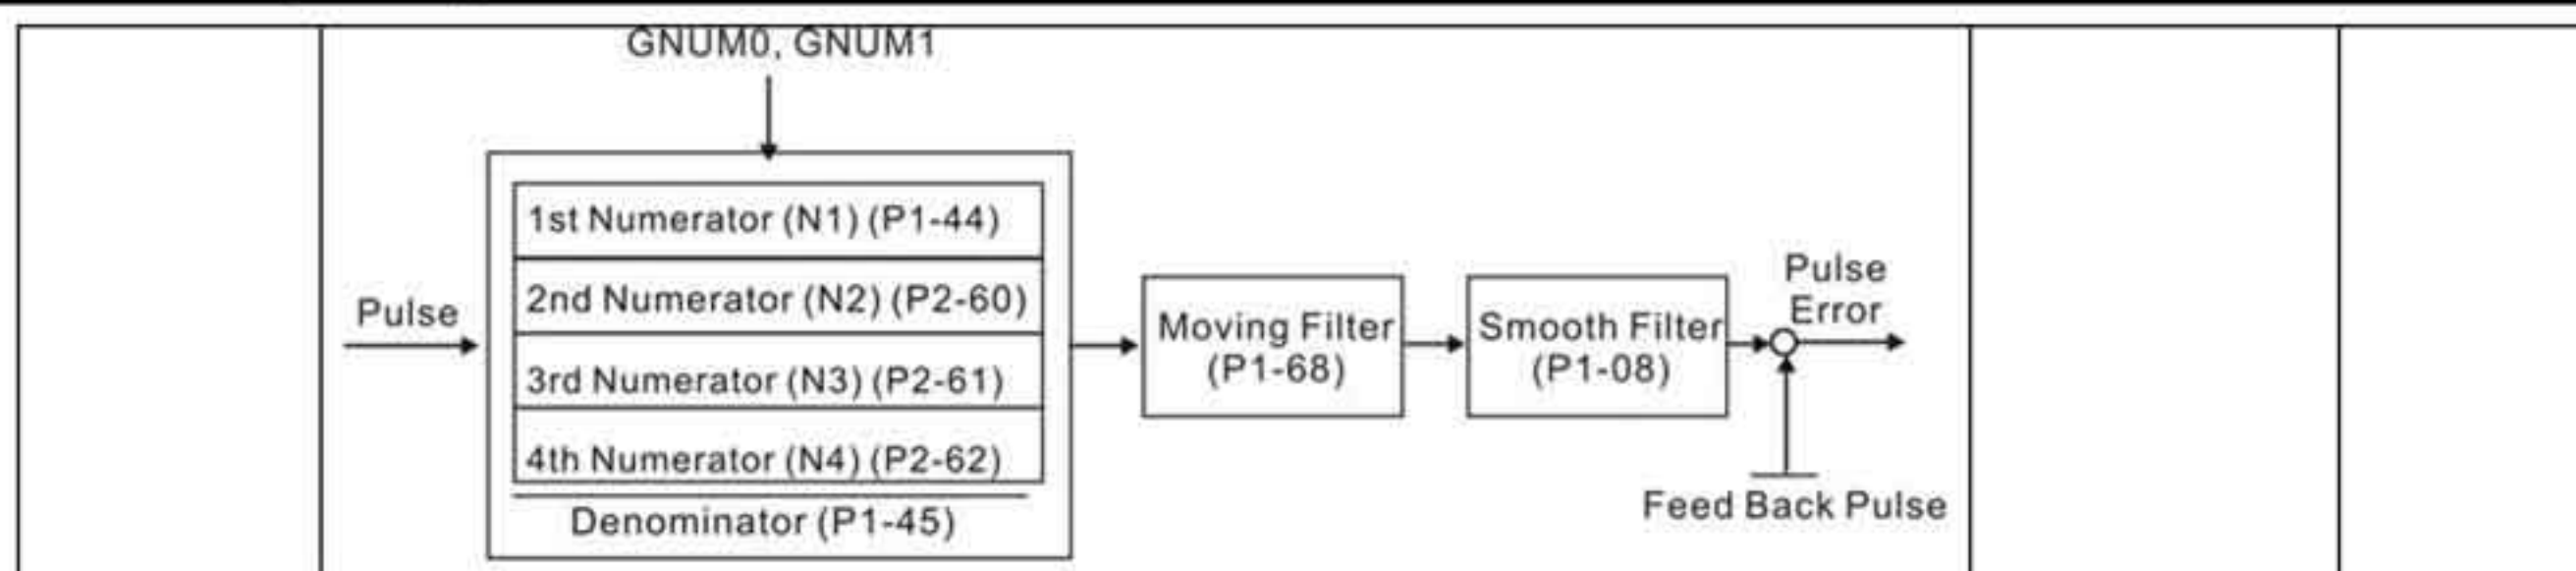 GNUM0, GNUM1
Pulse
1st Numerator (N1) (P1-44)
2nd Numerator (N2) (P2-60)
3rd Numerator (N3) (P2-61)
4th Numerator (N4) (P2-62)
Denominator (P1-45)
Moving Filter
(P1-68)
Smooth Filter
(P1-08)
Pulse
Error
Feed Back Pulse